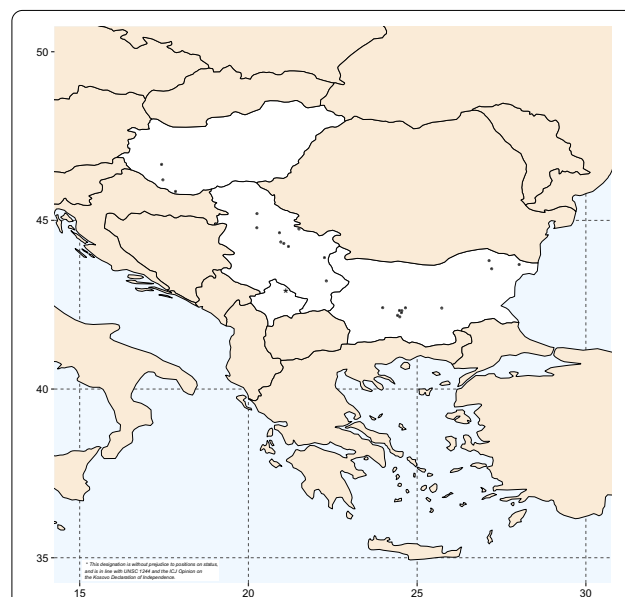 50
45
40
35
*
* This designation is without prejudice to positions on status,
and is in line with UNSC 1244 and the ICJ Opinion on
the Kosovo Declaration of Independence.
15 20 25 30